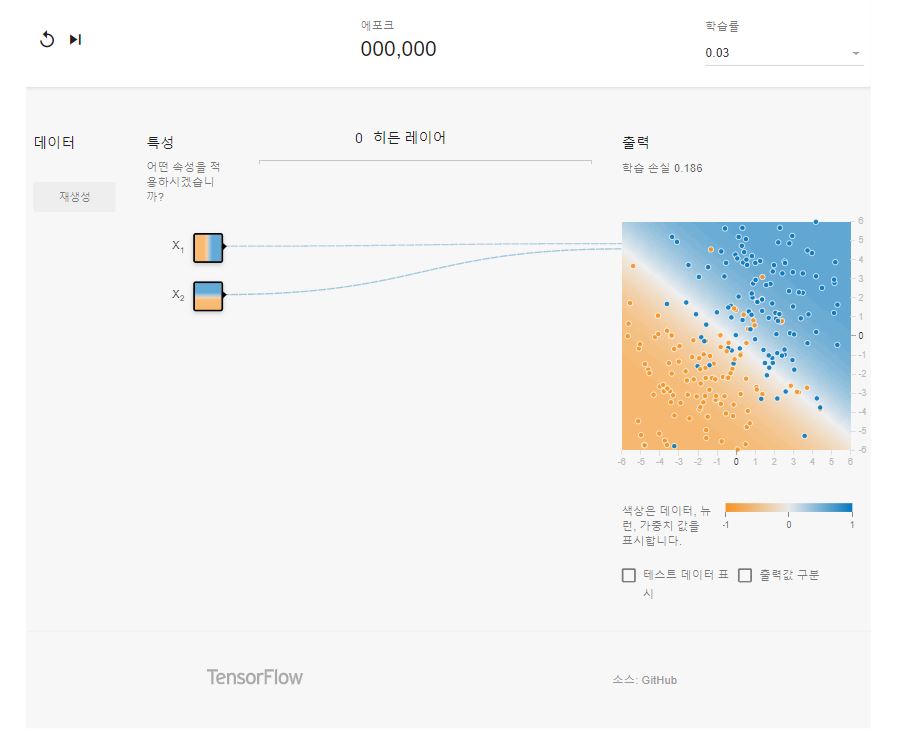 에포크
000,000
학습률
0.03
데이터
재생성
특성
어떤 속성을 적
용하시겠습니
까?
X1
X2
0 히든 레이어
출력
학습 손실 0.186
6
5
4
3
2
1
0
-1
-2
-3
-4
-5
-6
-6 -5 -4 -3 -2 -1 0 1 2 3 4 5 6
색상은 데이터, 뉴
런, 가중치 값을
표시합니다.
-1 0 1
테스트 데이터 표
시
출력값 구분
TensorFlow
소스: GitHub